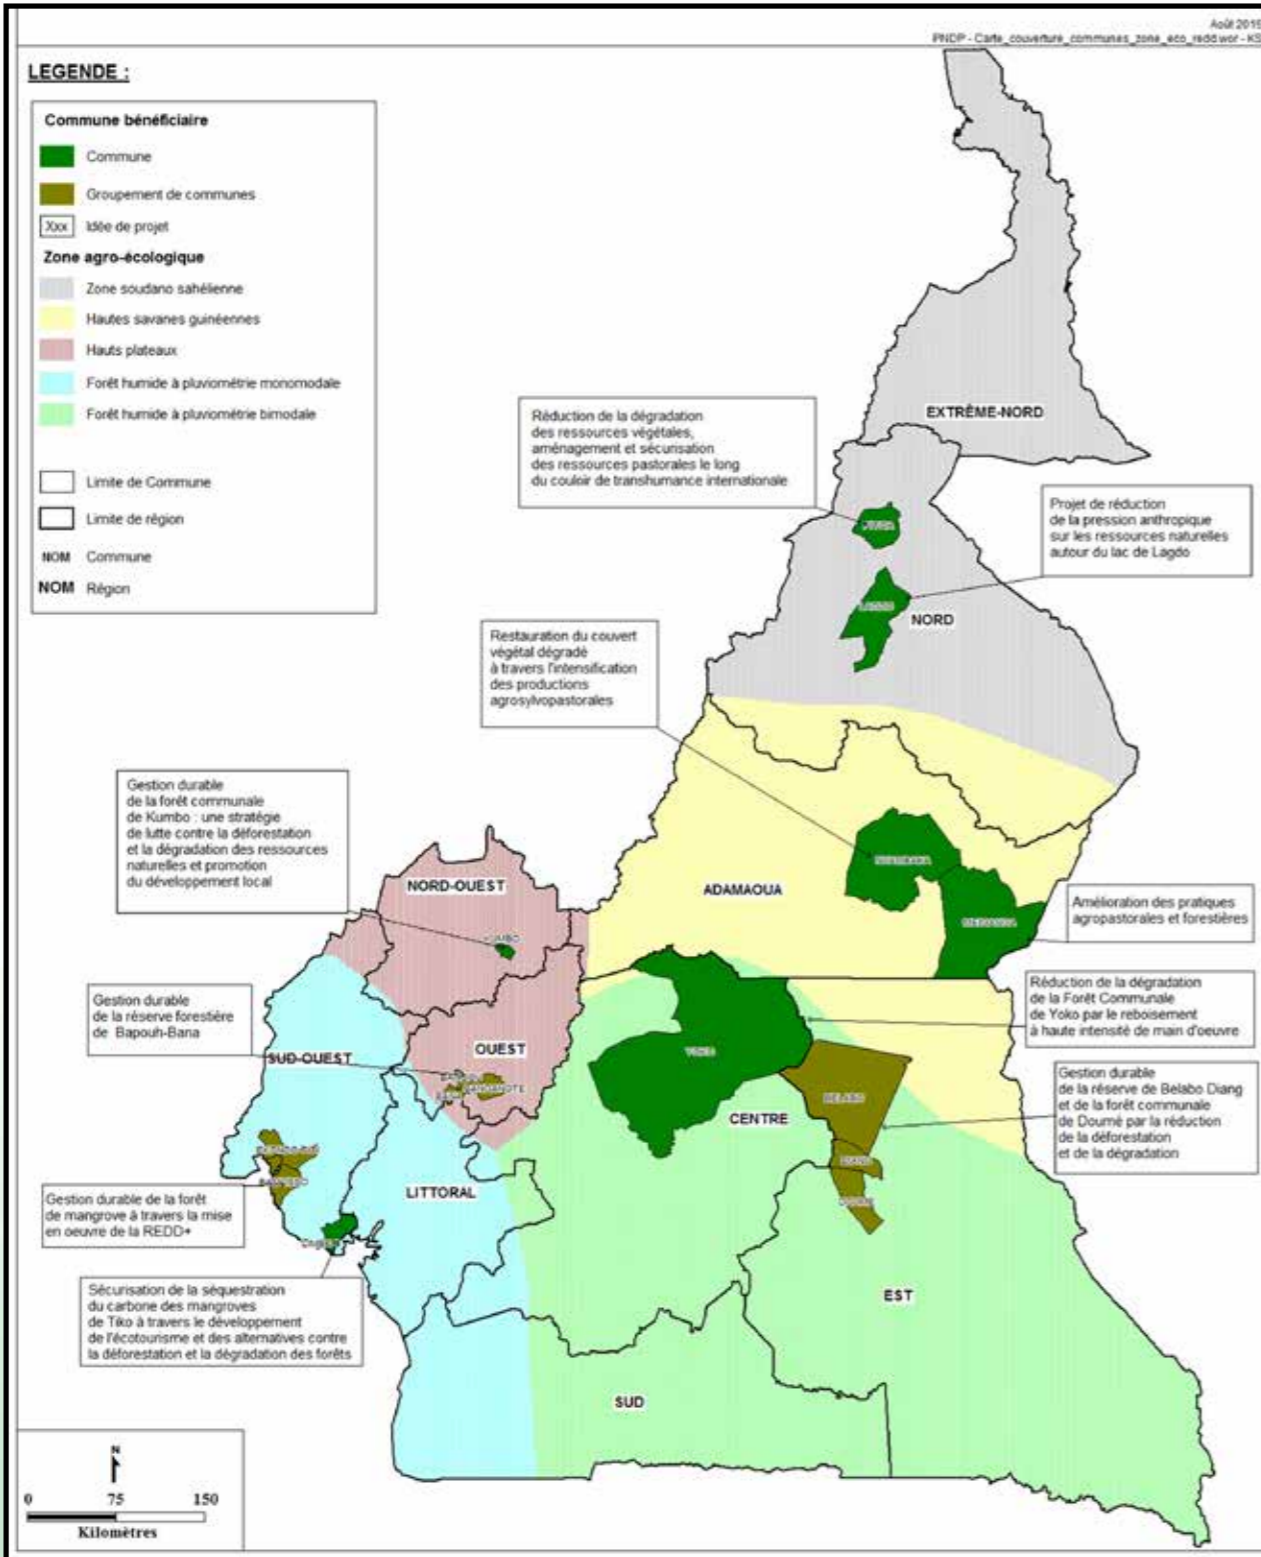 Août 2015
PNDP - Carte_couverture_communes_zone_eco_redd.wor - KS
LEGENDE :
Commune bénéficiaire
Commune
Groupement de communes
Xxx Idée de projet
Zone agro-écologique
Zone soudano sahélienne
Hautes savanes guinéennes
Hauts plateaux
Forêt humide à pluviométrie monomodale
Forêt humide à pluviométrie bimodale
Limite de Commune
Limite de région
NOM Commune
NOM Région
EXTRÊME-NORD
Réduction de la dégradation
des ressources végétales,
aménagement et sécurisation
des ressources pastorales le long
du couloir de transhumance internationale
Projet de réduction
de la pression anthropique
sur les ressources naturelles
autour du lac de Lagdo
LAGDO
NORD
Restauration du couvert
végétal dégradé
à travers l'intensification
des productions
agrosylvopastorales
Gestion durable
de la forêt communale
de Kumbo : une stratégie
de lutte contre la déforestation
et la dégradation des ressources
naturelles et promotion
du développement local
NORD-OUEST
KUMBO
ADAMAOUA
MEIGANGA
Amélioration des pratiques
agropastorales et forestières
Réduction de la dégradation
de la Forêt Communale
de Yoko par le reboisement
à haute intensité de main d'oeuvre
Gestion durable
de la réserve forestière
de Bapouh-Bana
SUD-OUEST
OUEST
YOKO
BELABO
CENTRE
Gestion durable
de la réserve de Belabo Diang
et de la forêt communale
de Doumé par la réduction
de la déforestation
et de la dégradation
DIANG
DOUME
LITTORAL
Gestion durable de la forêt
de mangrove à travers la mise
en oeuvre de la REDD+
Sécurisation de la séquestration
du carbone des mangroves
de Tiko à travers le développement
de l'écotourisme et des alternatives contre
la déforestation et la dégradation des forêts
EST
SUD
N
0 75 150
Kilomètres